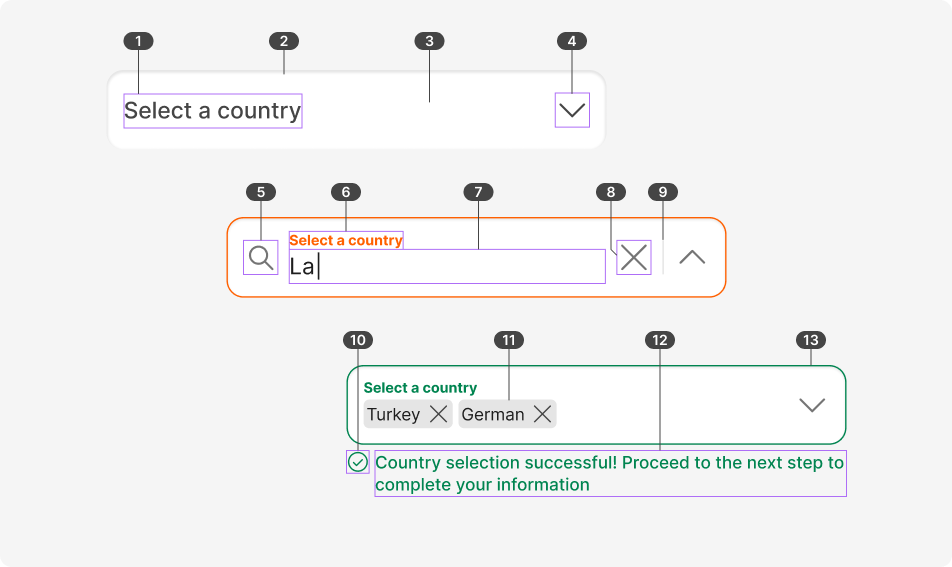 1 2 3 4
Select a country
5 6 7 8 9
Select a country
La
10 11 12 13
Select a country
Turkey German
Country selection successful! Proceed to the next step to
complete your information